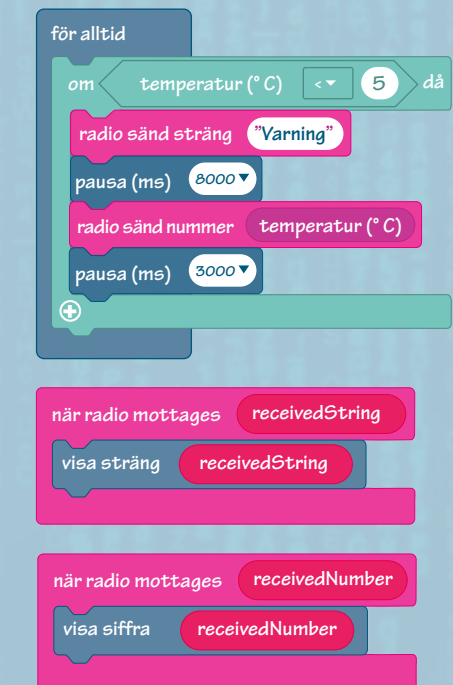 för alltid
om temperatur (°C) < 5 då
radio sänd sträng "Varning"
pausa (ms) 8000
radio sänd nummer temperatur (°C)
pausa (ms) 3000
när radio mottages receivedString
visa sträng receivedString
när radio mottages receivedNumber
visa siffra receivedNumber